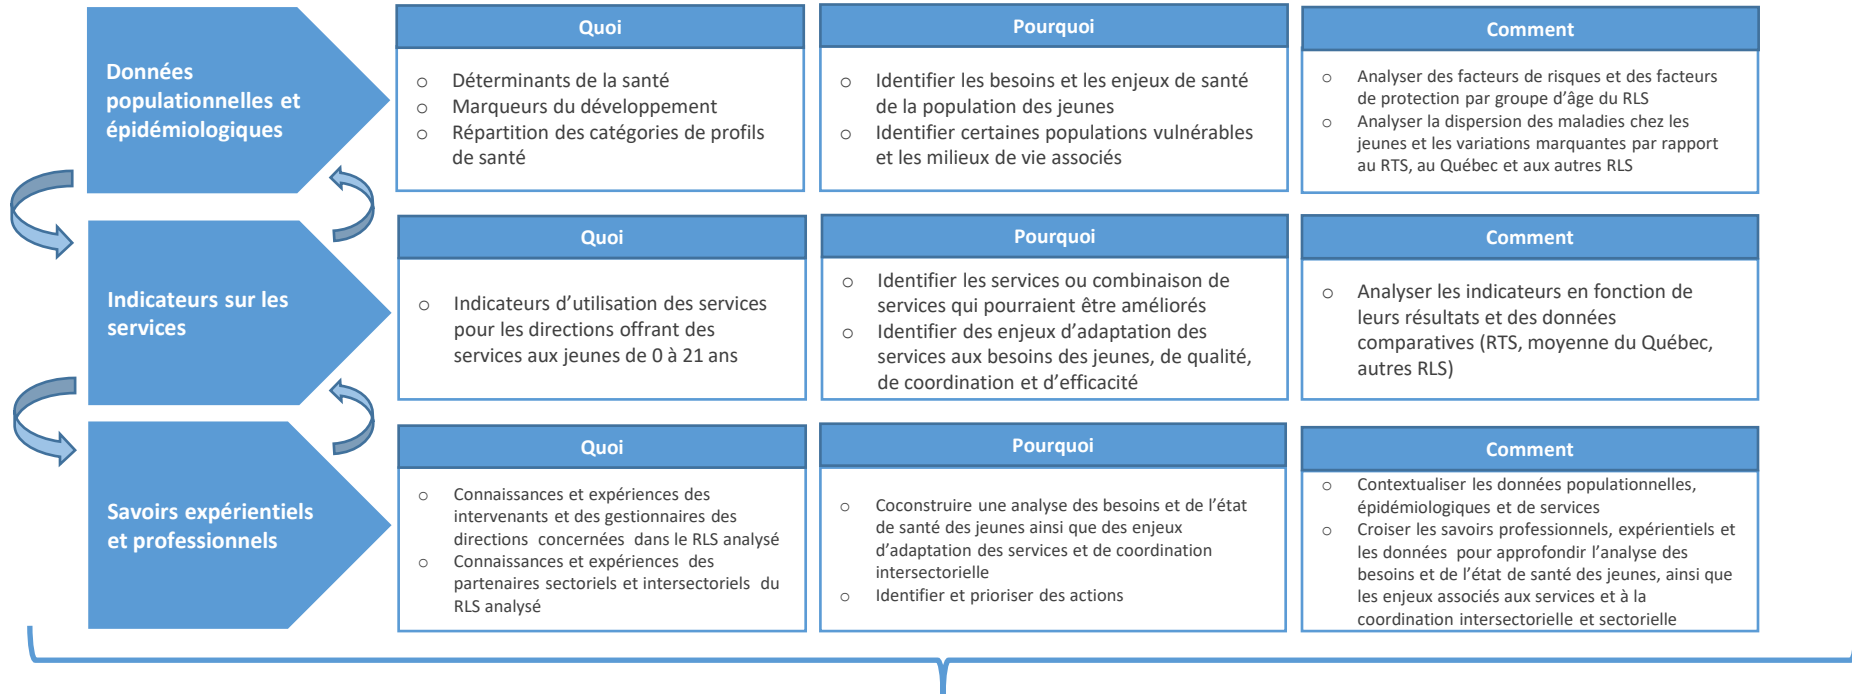 Données
populationnelles et
épidémiologiques
Quoi
o Déterminants de la santé
o Marqueurs du développement
o Répartition des catégories de profils
de santé
Pourquoi
o Identifier les besoins et les enjeux de santé
de la population des jeunes
o Identifier certaines populations vulnérables
et les milieux de vie associés
Comment
o Analyser des facteurs de risques et des facteurs
de protection par groupe d'âge du RLS
o Analyser la dispersion des maladies chez les
jeunes et les variations marquantes par rapport
au RTS, au Québec et aux autres RLS
Indicateurs sur les
services
Quoi
o Indicateurs d'utilisation des services
pour les directions offrant des
services aux jeunes de 0 à 21 ans
Pourquoi
o Identifier les services ou combinaison de
services qui pourraient être améliorés
o Identifier des enjeux d'adaptation des
services aux besoins des jeunes, de qualité,
de coordination et d'efficacité
Comment
o Analyser les indicateurs en fonction de
leurs résultats et des données
comparatives (RTS, moyenne du Québec,
autres RLS)
Savoirs expérientiels
et professionnels
Quoi
o Connaissances et expériences des
intervenants et des gestionnaires des
directions concernées dans le RLS analysé
o Connaissances et expériences des
partenaires sectoriels et intersectoriels du
RLS analysé
Pourquoi
o Coconstruire une analyse des besoins et de l'état
de santé des jeunes ainsi que des enjeux
d'adaptation des services et de coordination
intersectorielle
o Identifier et prioriser des actions
Comment
o Contextualiser les données populationnelles,
épidémiologiques et de services
o Croiser les savoirs professionnels, expérientiels et
les données pour approfondir l'analyse des
besoins et de l'état de santé des jeunes, ainsi que
les enjeux associés aux services et à la
coordination intersectorielle et sectorielle